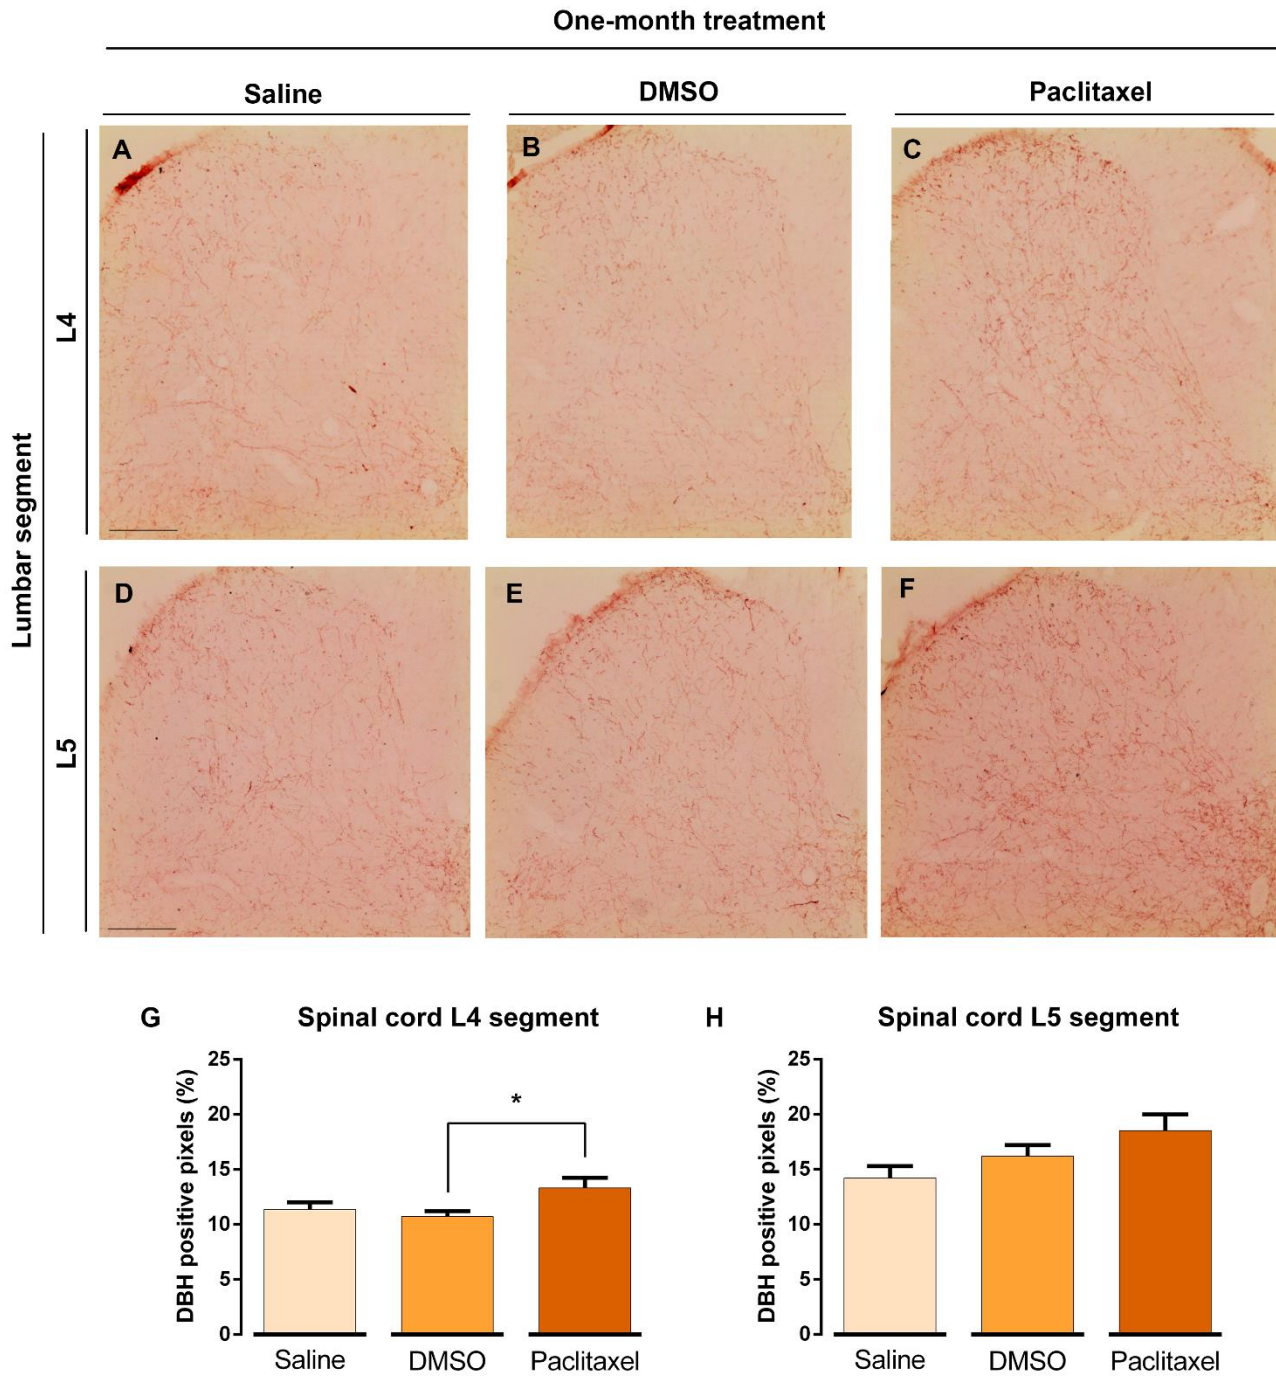 One-month treatment
Saline
DMSO
Paclitaxel
Lumbar segment
L4
A
B
C
L5
D
E
F
G
Spinal cord L4 segment
DBH positive pixels (%)
25
20
15
10
5
0
*
Saline
DMSO
Paclitaxel
H
Spinal cord L5 segment
DBH positive pixels (%)
25
20
15
10
5
0
Saline
DMSO
Paclitaxel